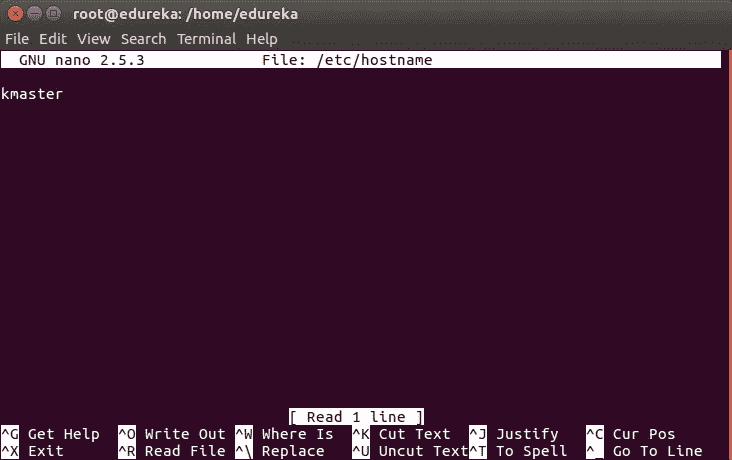 root@edureka: /home/edureka
File Edit View Search Terminal Help
GNU nano 2.5.3 File: /etc/hostname
kmaster
[ Read 1 line ]
^G Get Help ^O Write Out ^W Where Is ^K Cut Text ^J Justify ^C Cur Pos
^X Exit ^R Read File ^\ Replace ^U Uncut Text ^T To Spell ^_ Go To Line